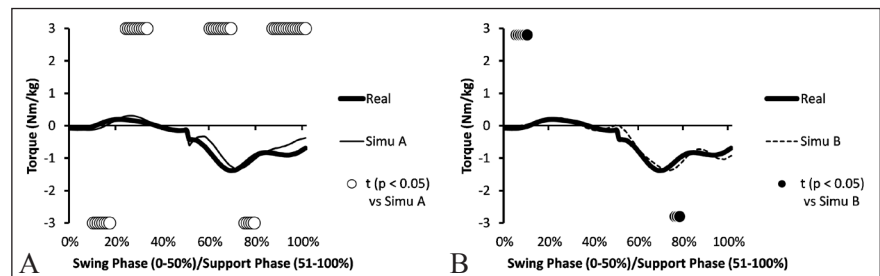 Torque (Nm/kg)
3
2
1
0
-1
-2
-3
0%
20%
40%
60%
80%
100%
Swing Phase (0-50%)/Support Phase (51-100%)
Real
Simu A
t (p < 0.05)
vs Simu A
A
Torque (Nm/kg)
3
2
1
0
-1
-2
-3
0%
20%
40%
60%
80%
100%
Swing Phase (0-50%)/Support Phase (51-100%)
Real
Simu B
t (p < 0.05)
vs Simu B
B